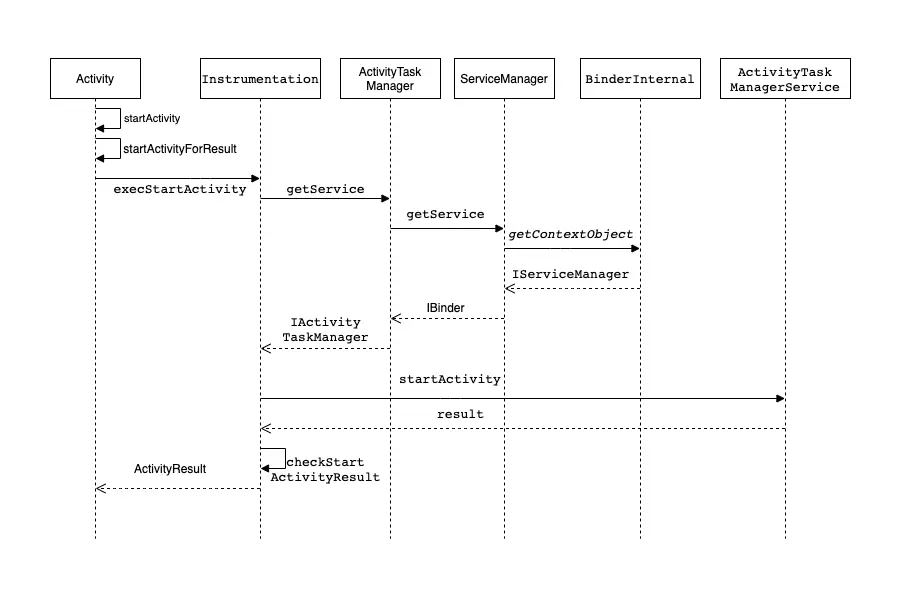 Activity
Instrumentation
ActivityTask
Manager
ServiceManager
BinderInternal
ActivityTask
ManagerService
startActivity
startActivityForResult
execStartActivity
getService
getService
getContextObject
IServiceManager
IBinder
IActivity
TaskManager
startActivity
result
checkStart
ActivityResult
ActivityResult